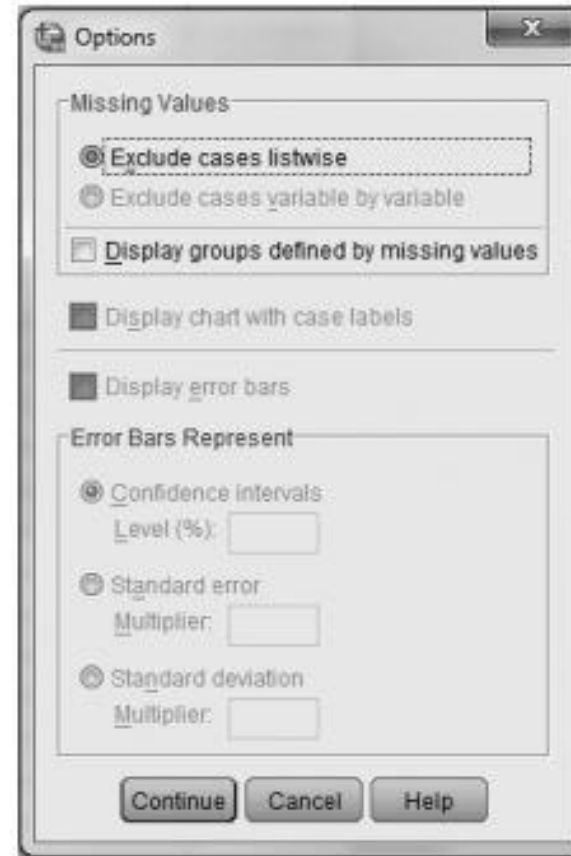 Options
Missing Values
Exclude cases listwise
Exclude cases variable by variable
Display groups defined by missing values
Display chart with case labels
Display error bars
Error Bars Represent
Confidence intervals
Level (%):
Standard error
Multiplier:
Standard deviation
Multiplier:
Continue Cancel Help